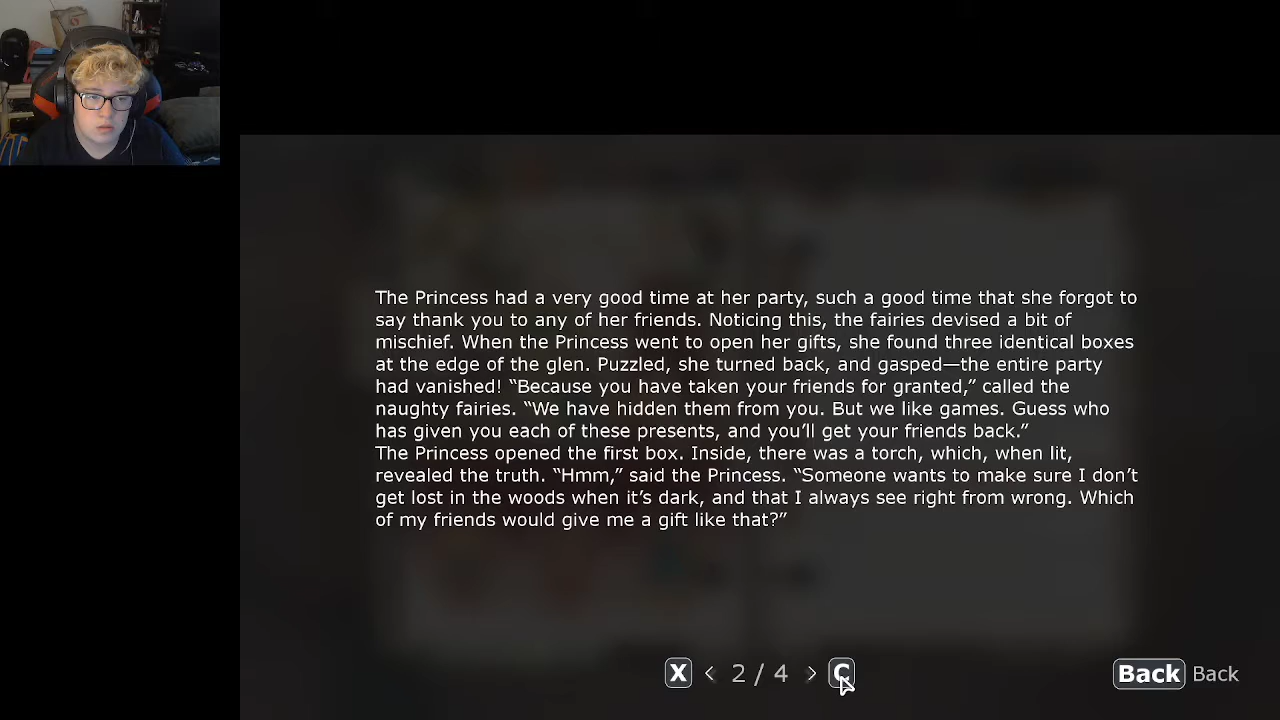 The Princess had a very good time at her party, such a good time that she forgot to
say thank you to any of her friends. Noticing this, the fairies devised a bit of
mischief. When the Princess went to open her gifts, she found three identical boxes
at the edge of the glen. Puzzled, she turned back, and gasped—the entire party
had vanished! “Because you have taken your friends for granted,” called the
naughty fairies. “We have hidden them from you. But we like games. Guess who
has given you each of these presents, and you’ll get your friends back.”
The Princess opened the first box. Inside, there was a torch, which, when lit,
revealed the truth. “Hmm,” said the Princess. “Someone wants to make sure I don’t
get lost in the woods when it’s dark, and that I always see right from wrong. Which
of my friends would give me a gift like that?”
X < 2 / 4 > C
Back Back